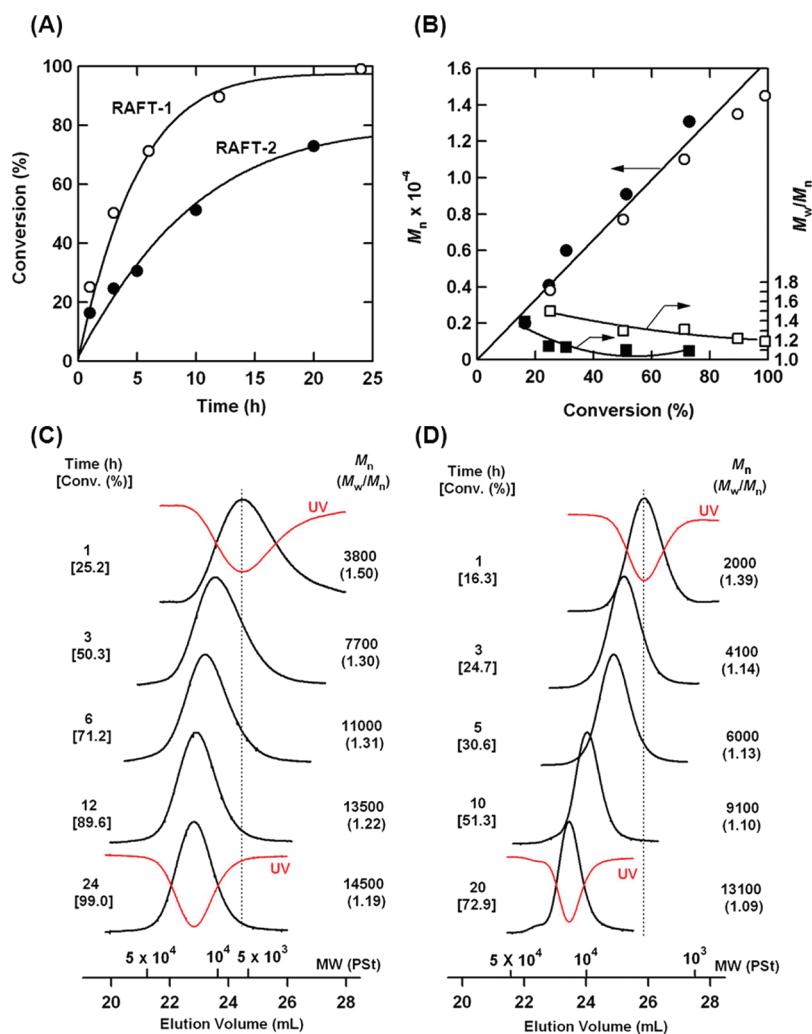 (A)
100
80
60
40
20
0
0 5 10 15 20 25
Conversion (%)
Time (h)
RAFT-1
RAFT-2
(B)
1.6
1.4
1.2
1.0
0.8
0.6
0.4
0.2
0
0 20 40 60 80 100
Mn x 10-4
Conversion (%)
Mw/Mn
1.8
1.6
1.4
1.2
1.0
(C)
Time (h)
[Conv. (%)]
Mn
(Mw/Mn)
UV
1
[25.2]
3800
(1.50)
3
[50.3]
7700
(1.30)
6
[71.2]
11000
(1.31)
12
[89.6]
13500
(1.22)
24
[99.0]
UV
14500
(1.19)
5 x 10⁴ 10⁴ 5 x 10³ MW (PSt)
20 22 24 26 28
Elution Volume (mL)
(D)
Time (h)
[Conv. (%)]
Mn
(Mw/Mn)
UV
1
[16.3]
2000
(1.39)
3
[24.7]
4100
(1.14)
5
[30.6]
6000
(1.13)
10
[51.3]
9100
(1.10)
20
[72.9]
UV
13100
(1.09)
5 x 10⁴ 10⁴ 10³
MW (PSt)
20 22 24 26 28
Elution Volume (mL)